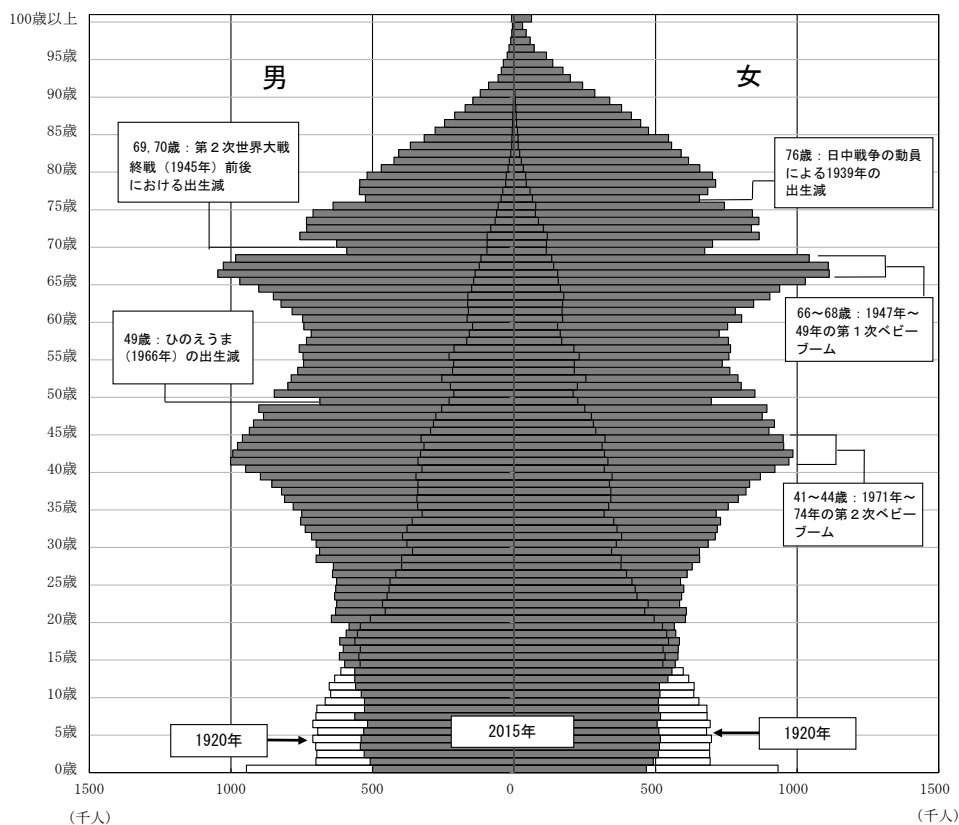 100歳以上
95歳
90歳
85歳
80歳
75歳
70歳
65歳
60歳
55歳
50歳
45歳
40歳
35歳
30歳
25歳
20歳
15歳
10歳
5歳
0歳
男
女
69,70歳：第２次世界大戦
終戦（1945年）前後
における出生減
76歳：日中戦争の動員
による1939年の
出生減
49歳：ひのえうま
（1966年）の出生減
66～68歳：1947年～
49年の第１次ベビー
ブーム
41～44歳：1971年～
74年の第２次ベビー
ブーム
1920年
2015年
1920年
1500 1000 500 0 500 1000 1500
（千人） （千人）